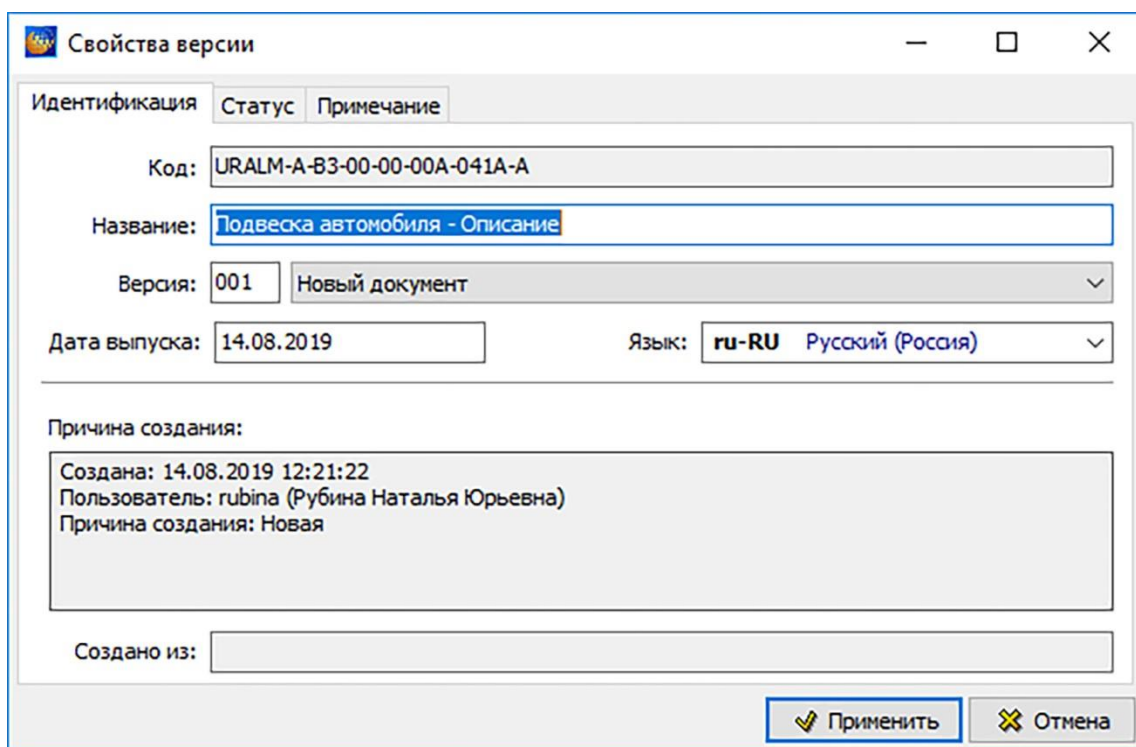 Свойства версии
Идентификация Статус Примечание
Код: URALM-A-B3-00-00-00A-041A-A
Название: Подвеска автомобиля - Описание
Версия: 001 Новый документ
Дата выпуска: 14.08.2019 Язык: ru-RU Русский (Россия)
Причина создания:
Создана: 14.08.2019 12:21:22
Пользователь: rubina (Рубина Наталья Юрьевна)
Причина создания: Новая
Создано из:
Применить Отмена